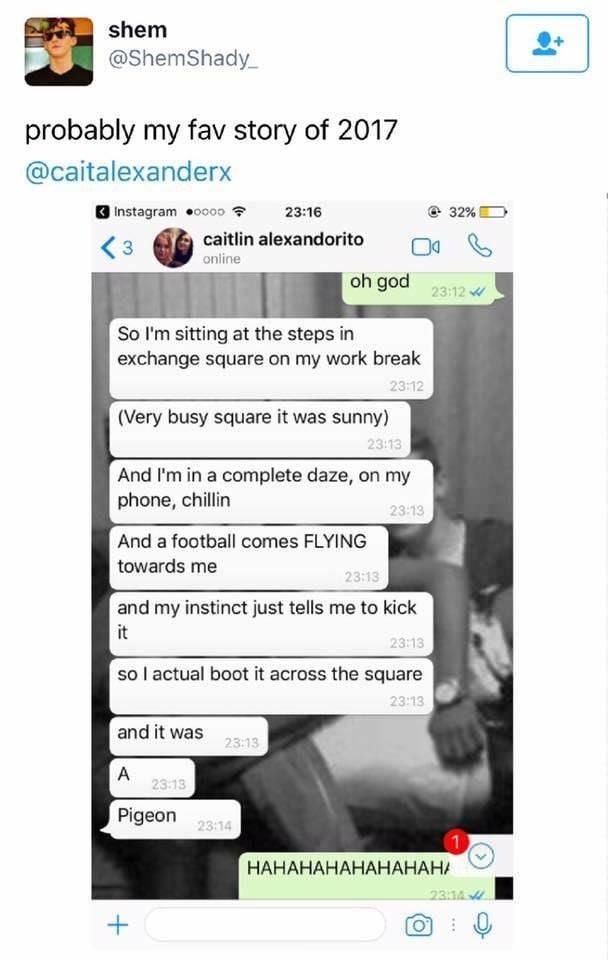 shem
@ShemShady_
probably my fav story of 2017
@caitalexanderx
Instagram 23:16 32%
3 caitlin alexandorito
online
oh god
23:12
So I'm sitting at the steps in
exchange square on my work break
23:12
(Very busy square it was sunny)
23:13
And I'm in a complete daze, on my
phone, chillin
23:13
And a football comes FLYING
towards me
23:13
and my instinct just tells me to kick
it
23:13
so I actual boot it across the square
23:13
and it was
23:13
A
23:13
Pigeon
23:14
1
HAHAHAHAHAHAHAHA
23:14